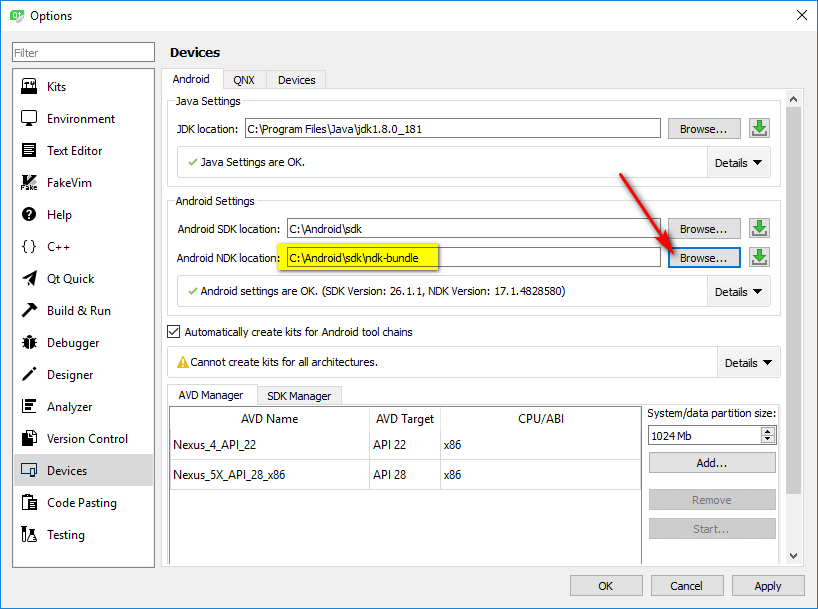 Options
Filter
Devices
Kits
Environment
Text Editor
FakeVim
Help
C++
Qt Quick
Build & Run
Debugger
Designer
Analyzer
Version Control
Devices
Code Pasting
Testing
Android QNX Devices
Java Settings
JDK location: C:\Program Files\Java\jdk1.8.0_181 Browse...
Java Settings are OK. Details
Android Settings
Android SDK location: C:\Android\sdk Browse...
Android NDK location: C:\Android\sdk\ndk-bundle Browse...
Android settings are OK. (SDK Version: 26.1.1, NDK Version: 17.1.4828580) Details
Automatically create kits for Android tool chains
Cannot create kits for all architectures. Details
AVD Manager SDK Manager
AVD Name AVD Target CPU/ABI
Nexus_4_API_22 API 22 x86
Nexus_5X_API_28_x86 API 28 x86
System/data partition size:
1024 Mb
Add...
Remove
Start...
OK Cancel Apply